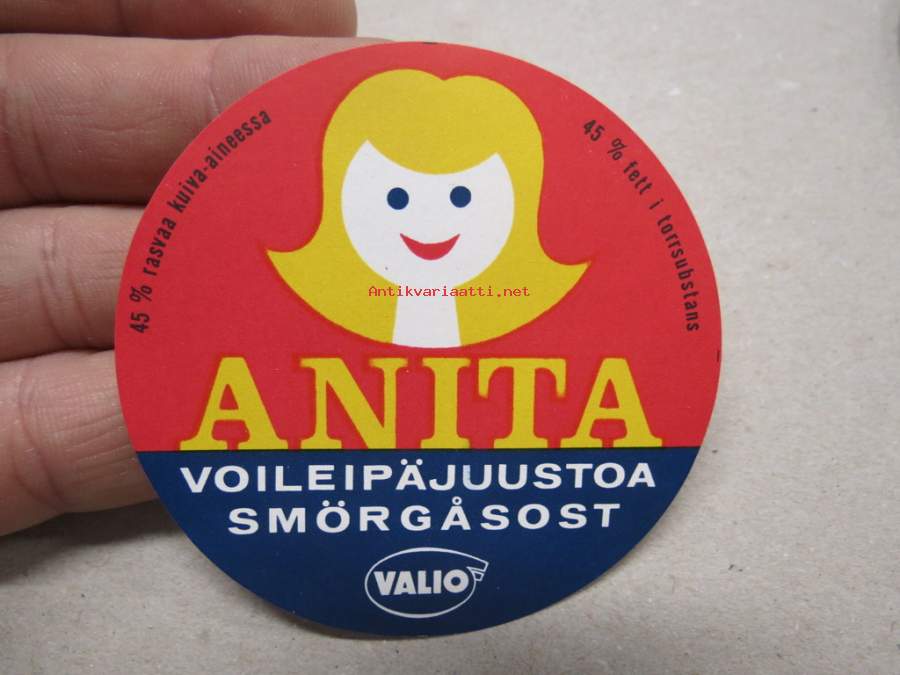 45 % rasvaa kuiva-aineessa
45 % fett i torrsubstans
Antikvariaatti.net
ANITA
VOILEIPÄJUUSTOA
SMÖRGÅSOST
VALIO